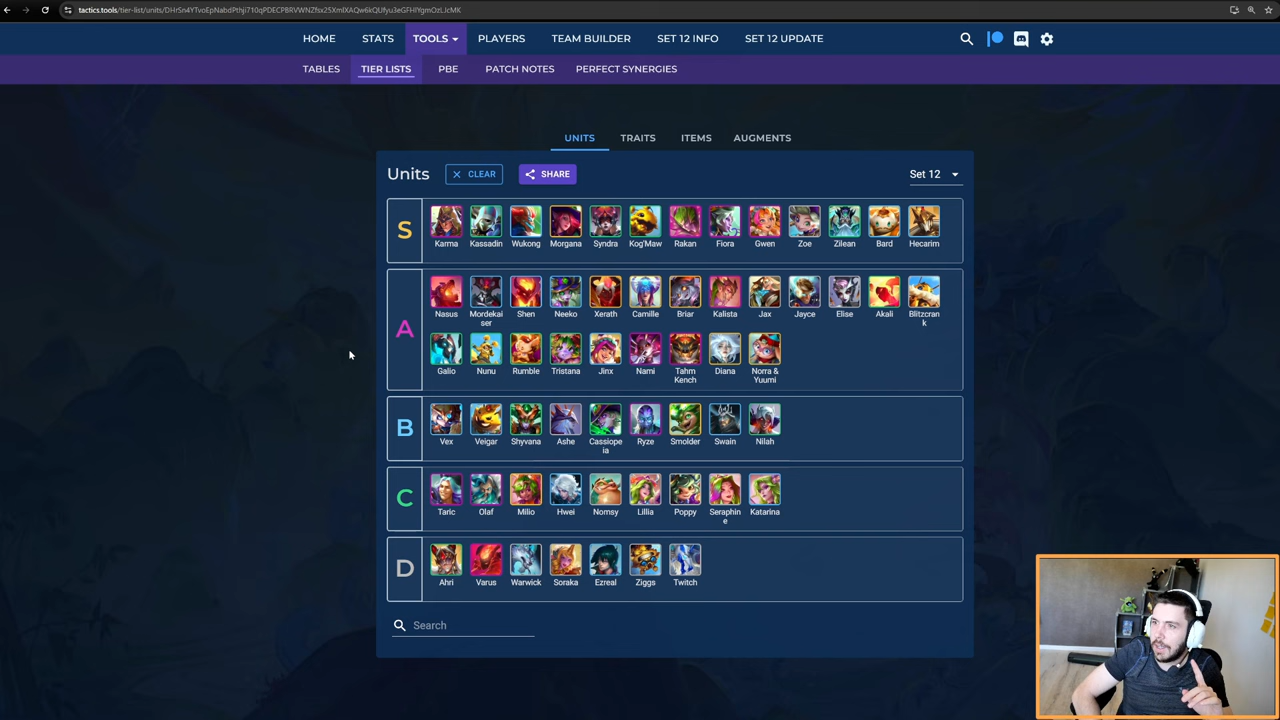 tactics.tools/tier-list/units/DHrSn4YTvoEpNabdPthji710qPDECPBRVWNZfsx25XmlXAQw6kQUfyu3eGFHIYgmOzLJcMK
HOME STATS TOOLS PLAYERS TEAM BUILDER SET 12 INFO SET 12 UPDATE
TABLES TIER LISTS PBE PATCH NOTES PERFECT SYNERGIES
UNITS TRAITS ITEMS AUGMENTS
Units CLEAR SHARE Set 12
S
Karma Kassadin Wukong Morgana Syndra Kog'Maw Rakan Fiora Gwen Zoe Zilean Bard Hecarim
A
Nasus Mordekai Shen Neeko Xerath Camille Briar Kalista Jax Jayce Elise Akali Blitzcran
ser k
Galio Nunu Rumble Tristana Jinx Nami Tahm Diana Norra &
Kench Yuumi
B
Vex Veigar Shyvana Ashe Cassiope Ryze Smolder Swain Nilah
ia
C
Taric Olaf Milio Hwei Nomsy Lillia Poppy Seraphin Katarina
e
D
Ahri Varus Warwick Soraka Ezreal Ziggs Twitch
Search